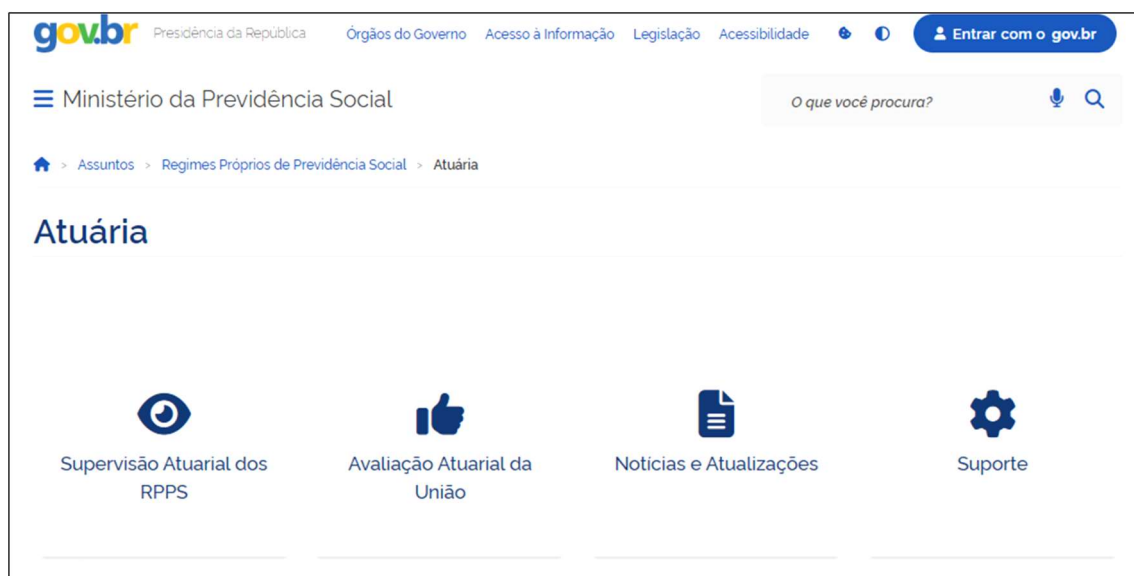 gov.br Presidência da República Órgãos do Governo Acesso à Informação Legislação Acessibilidade Entrar com o gov.br
Ministério da Previdência Social O que você procura?
> Assuntos > Regimes Próprios de Previdência Social > Atuária
Atuária
Supervisão Atuarial dos
RPPS
Avaliação Atuarial da
União
Notícias e Atualizações
Suporte